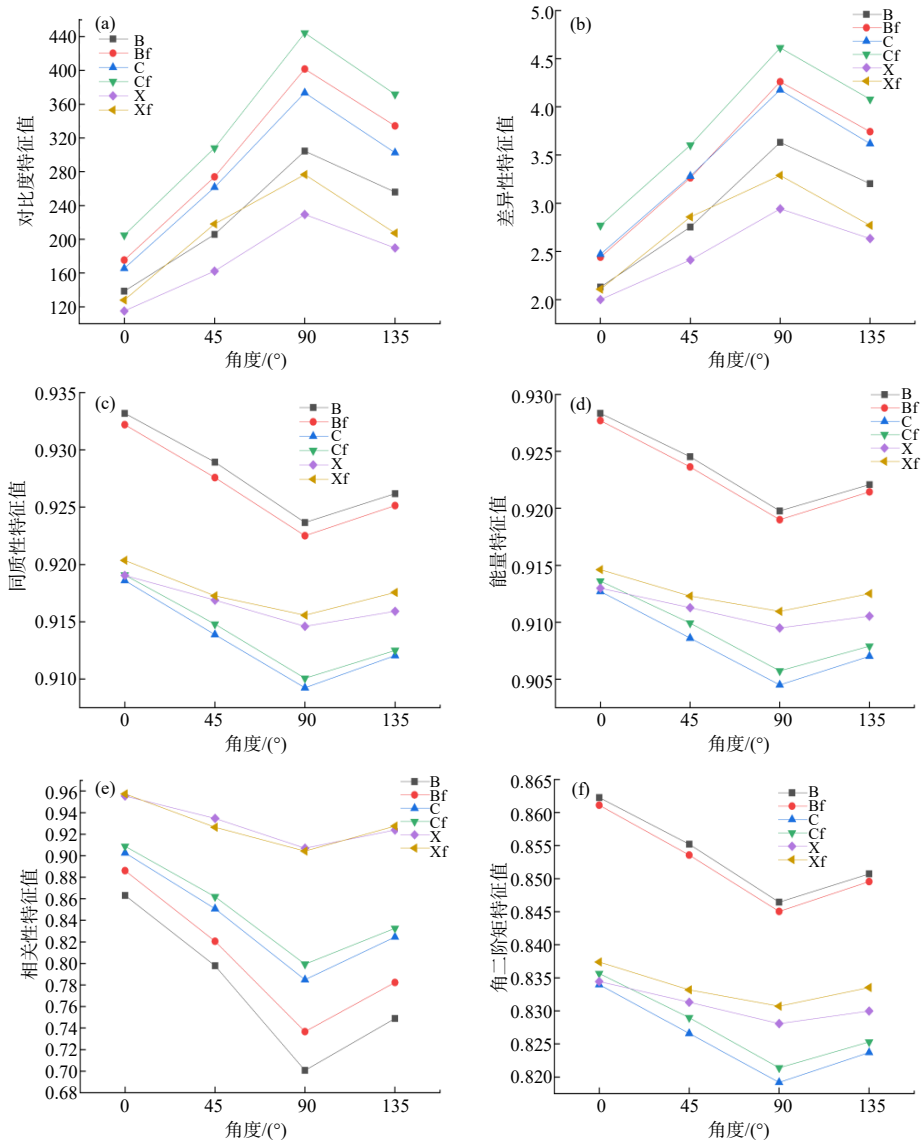 (a)
B
Bf
C
Cf
X
Xf
440
400
360
320
280
240
200
160
120
对比度特征值
0 45 90 135
角度/(°)
(b)
B
Bf
C
Cf
X
Xf
5.0
4.5
4.0
3.5
3.0
2.5
2.0
差异性特征值
0 45 90 135
角度/(°)
(c)
B
Bf
C
Cf
X
Xf
0.935
0.930
0.925
0.920
0.915
0.910
同质性特征值
0 45 90 135
角度/(°)
(d)
B
Bf
C
Cf
X
Xf
0.930
0.925
0.920
0.915
0.910
0.905
能量特征值
0 45 90 135
角度/(°)
(e)
B
Bf
C
Cf
X
Xf
0.96
0.94
0.92
0.90
0.88
0.86
0.84
0.82
0.80
0.78
0.76
0.74
0.72
0.70
0.68
相关性特征值
0 45 90 135
角度/(°)
(f)
B
Bf
C
Cf
X
Xf
0.865
0.860
0.855
0.850
0.845
0.840
0.835
0.830
0.825
0.820
角二阶矩特征值
0 45 90 135
角度/(°)